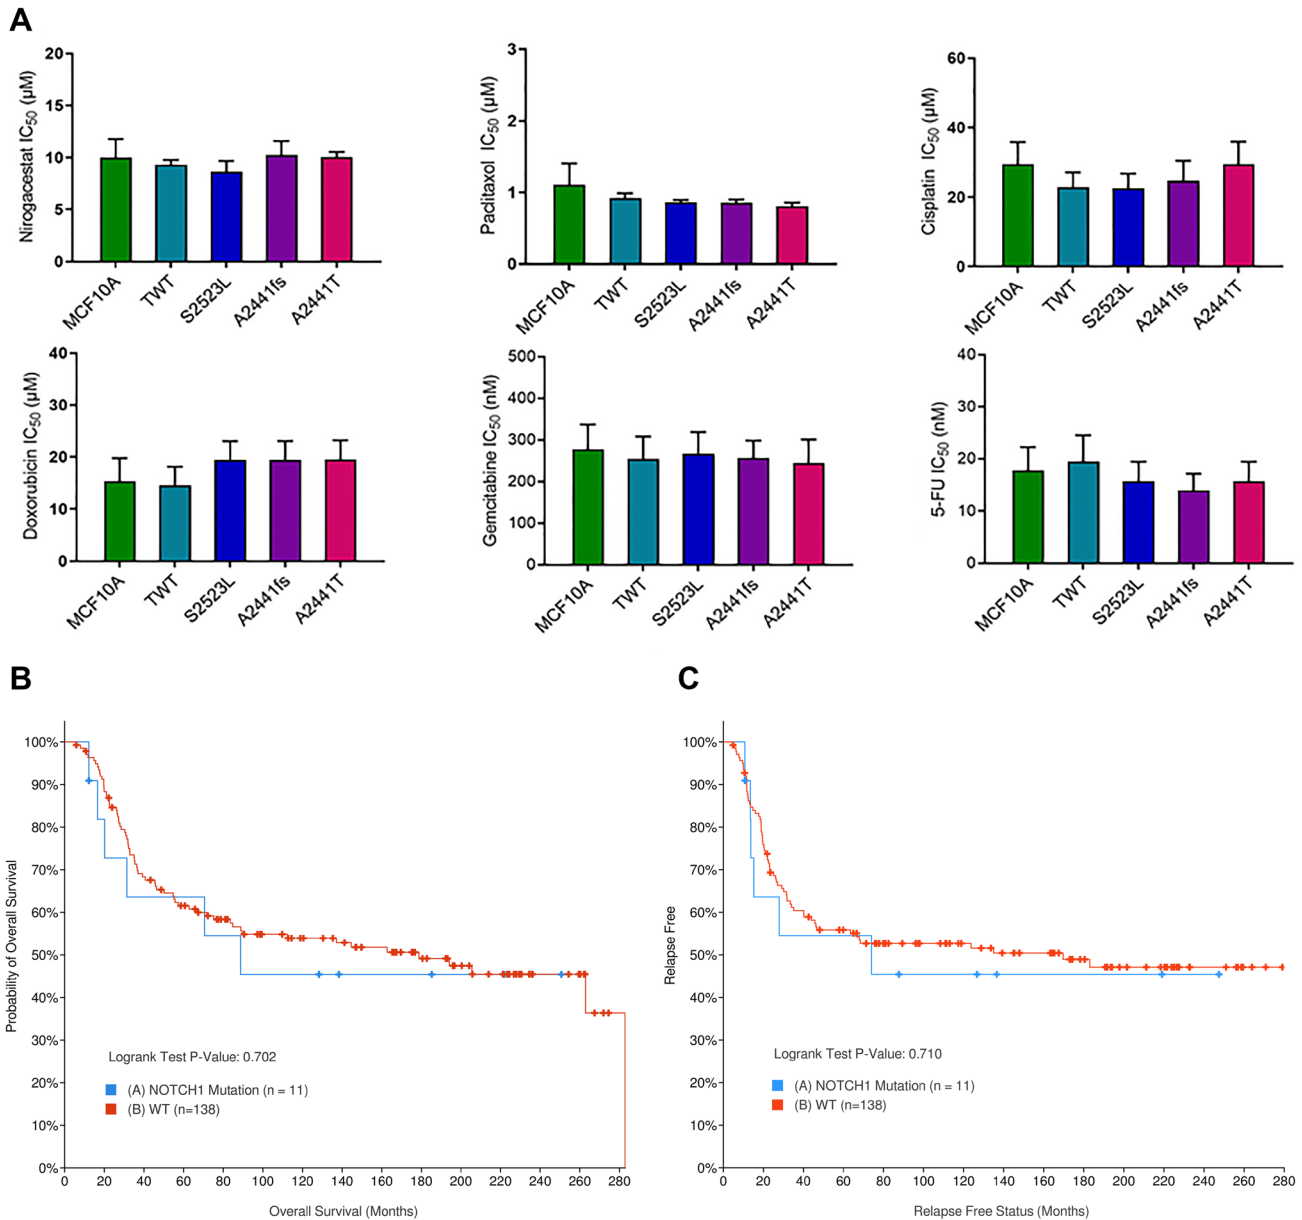 A
Nirogacestat IC50 (μM)
20
15
10
5
0
MCF10A
TWT
S2523L
A2441fs
A2441T
Paclitaxol IC50 (μM)
3
2
1
0
MCF10A
TWT
S2523L
A2441fs
A2441T
Cisplatin IC50 (μM)
60
40
20
0
MCF10A
TWT
S2523L
A2441fs
A2441T
Doxorubicin IC50 (μM)
40
30
20
10
0
MCF10A
TWT
S2523L
A2441fs
A2441T
Gemcitabine IC50 (nM)
500
400
300
200
100
0
MCF10A
TWT
S2523L
A2441fs
A2441T
5-FU IC50 (nM)
40
30
20
10
0
MCF10A
TWT
S2523L
A2441fs
A2441T
B
Probability of Overall Survival
100%
90%
80%
70%
60%
50%
40%
30%
20%
10%
0%
Logrank Test P-Value: 0.702
(A) NOTCH1 Mutation (n = 11)
(B) WT (n=138)
0 20 40 60 80 100 120 140 160 180 200 220 240 260 280
Overall Survival (Months)
C
Relapse Free
100%
90%
80%
70%
60%
50%
40%
30%
20%
10%
0%
Logrank Test P-Value: 0.710
(A) NOTCH1 Mutation (n = 11)
(B) WT (n=138)
0 20 40 60 80 100 120 140 160 180 200 220 240 260 280
Relapse Free Status (Months)